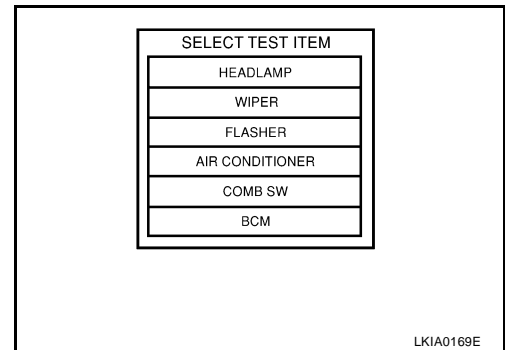 SELECT TEST ITEM
HEADLAMP
WIPER
FLASHER
AIR CONDITIONER
COMB SW
BCM
LKIA0169E